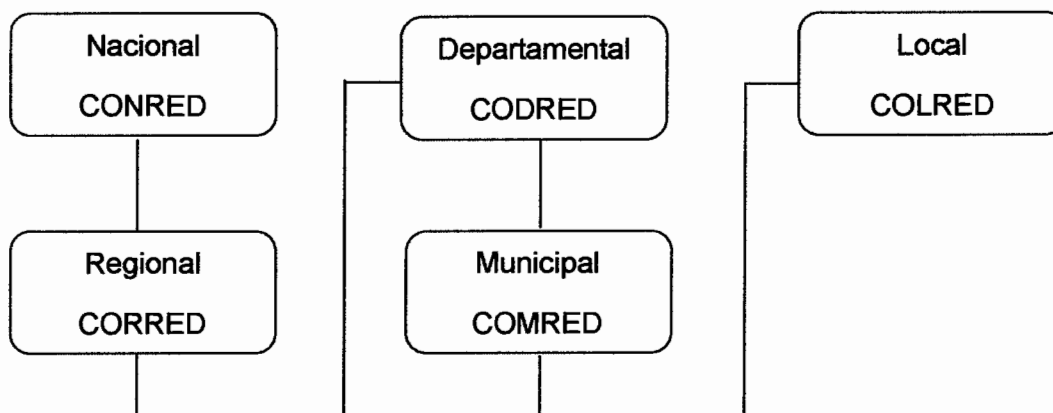 Nacional
CONRED
Regional
CORRED
Departamental
CODRED
Municipal
COMRED
Local
COLRED